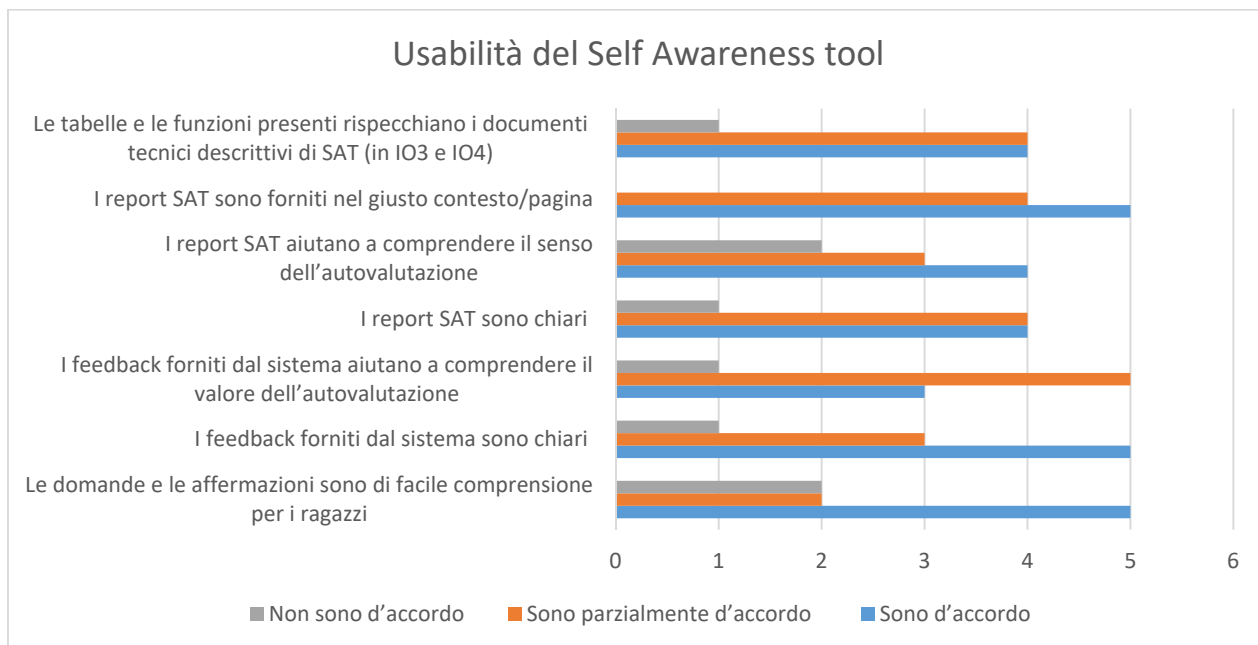 Usabilità del Self Awareness tool
Le tabelle e le funzioni presenti rispecchiano i documenti
tecnici descrittivi di SAT (in IO3 e IO4)
I report SAT sono forniti nel giusto contesto/pagina
I report SAT aiutano a comprendere il senso
dell’autovalutazione
I report SAT sono chiari
I feedback forniti dal sistema aiutano a comprendere il
valore dell’autovalutazione
I feedback forniti dal sistema sono chiari
Le domande e le affermazioni sono di facile comprensione
per i ragazzi
0 1 2 3 4 5 6
Non sono d’accordo Sono parzialmente d’accordo Sono d’accordo